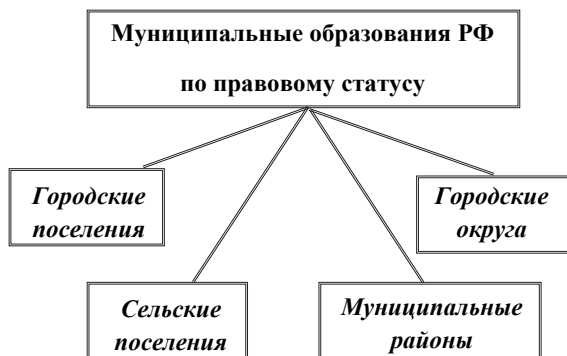 Муниципальные образования РФ
по правовому статусу
Городские
поселения
Городские
округа
Сельские
поселения
Муниципальные
районы